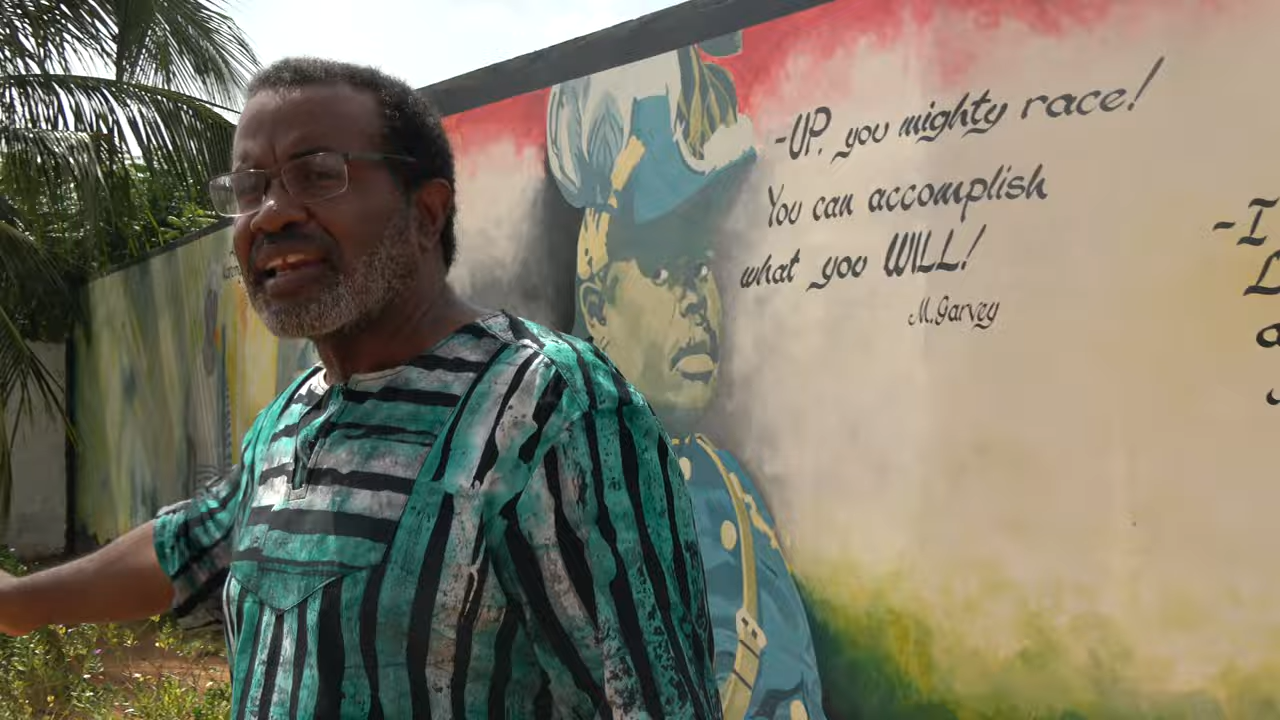 -UP, you mighty race!
You can accomplish
what you WILL!
M. Garvey
-I